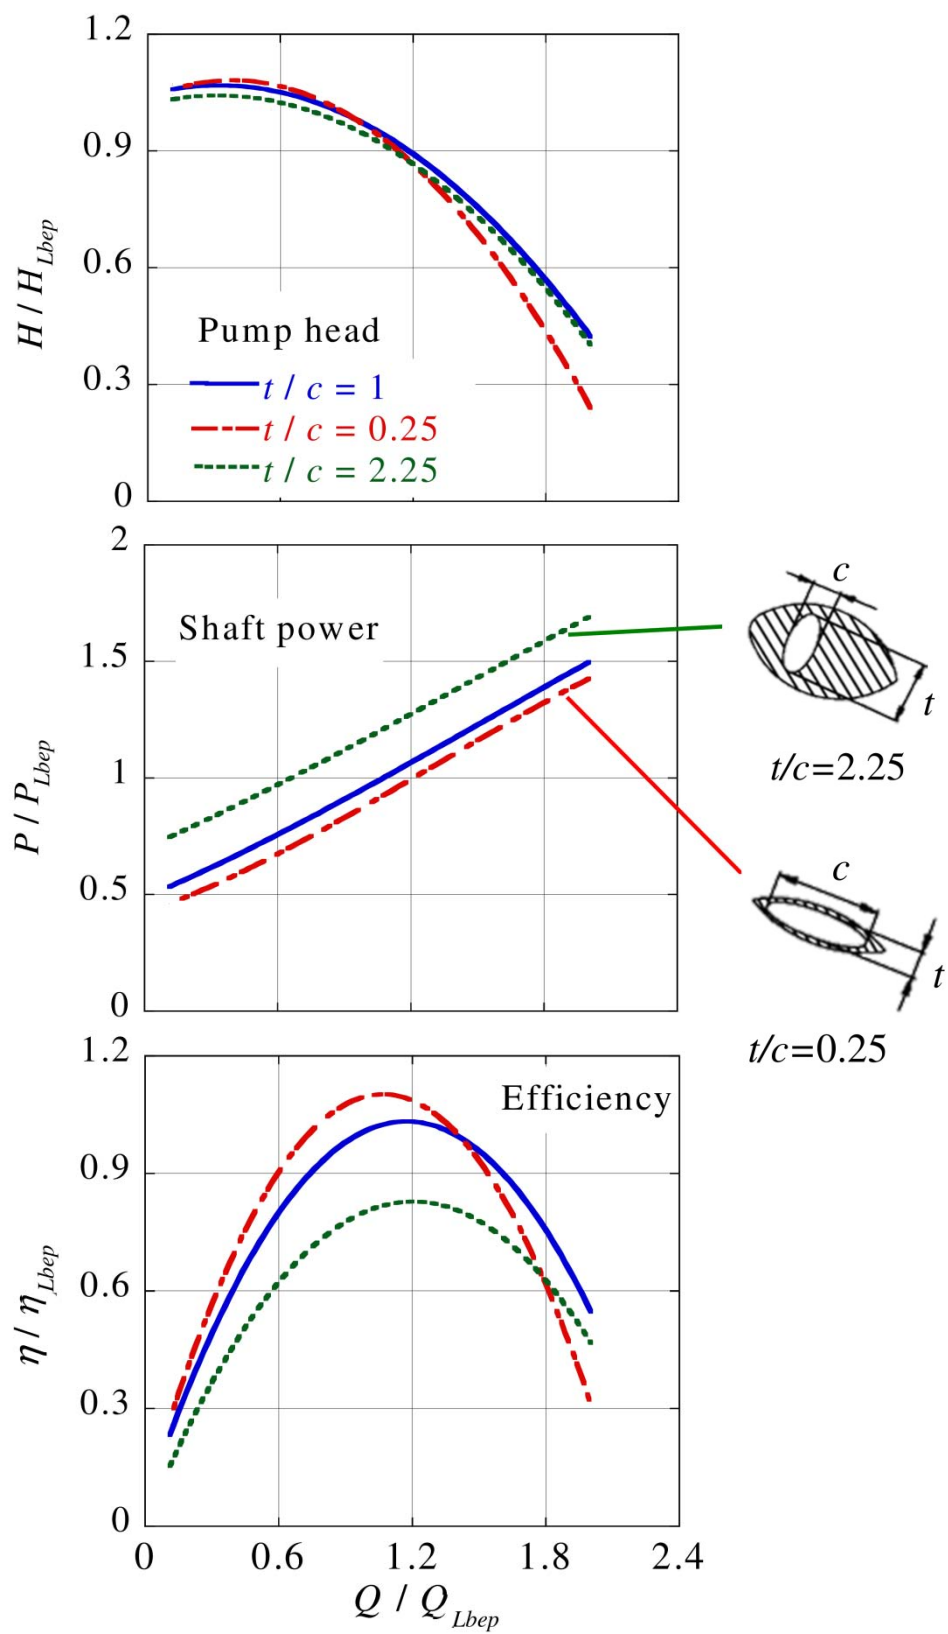 1.2
0.9
0.6
0.3
0
H / H_Lbep
Pump head
t / c = 1
t / c = 0.25
t / c = 2.25
2
1.5
1
0.5
0
P / P_Lbep
Shaft power
c
t
t/c=2.25
c
t
t/c=0.25
1.2
0.9
0.6
0.3
0
η / η_Lbep
Efficiency
0 0.6 1.2 1.8 2.4
Q / Q_Lbep